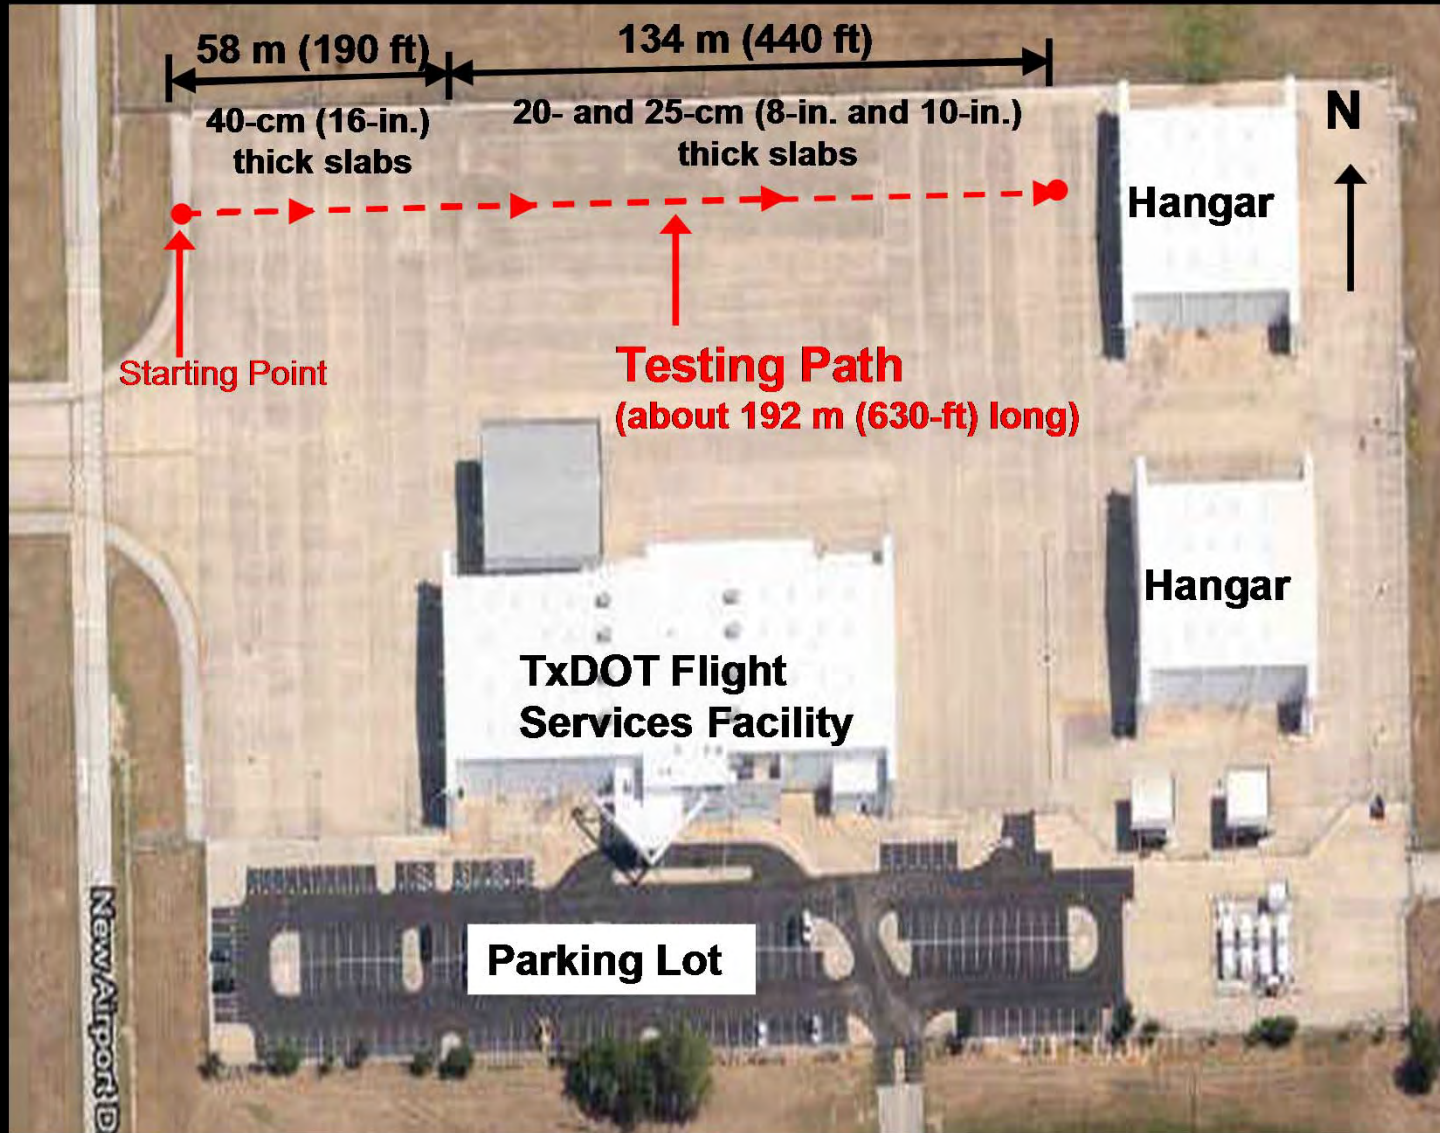 58 m (190 ft)
134 m (440 ft)
40-cm (16-in.)
thick slabs
20- and 25-cm (8-in. and 10-in.)
thick slabs
N
Hangar
Starting Point
Testing Path
(about 192 m (630-ft) long)
Hangar
TxDOT Flight
Services Facility
Parking Lot
New Airport D